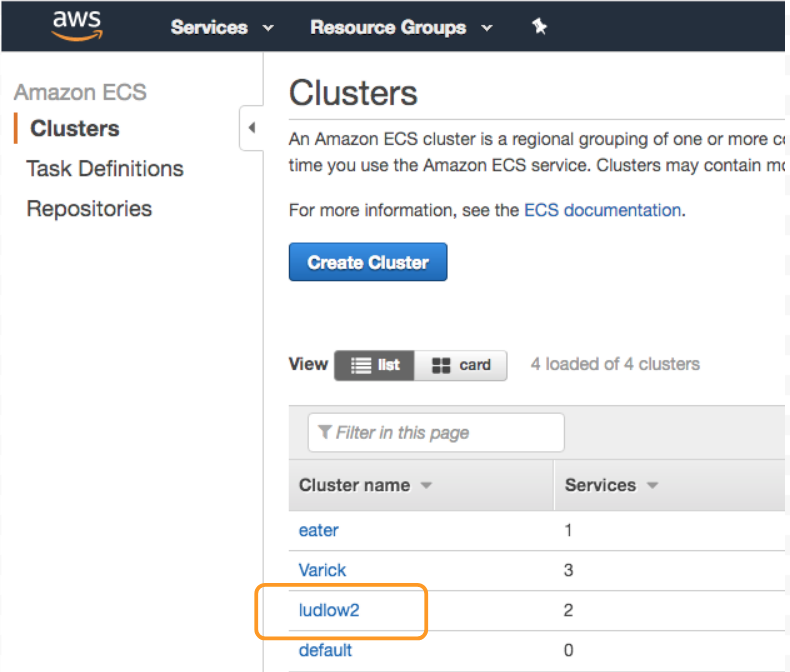 aws Services Resource Groups
Amazon ECS
Clusters
Task Definitions
Repositories
Clusters
An Amazon ECS cluster is a regional grouping of one or more
time you use the Amazon ECS service. Clusters may contain
For more information, see the ECS documentation.
Create Cluster
View list card 4 loaded of 4 clusters
Filter in this page
Cluster name Services
eater 1
Varick 3
ludlow2 2
default 0